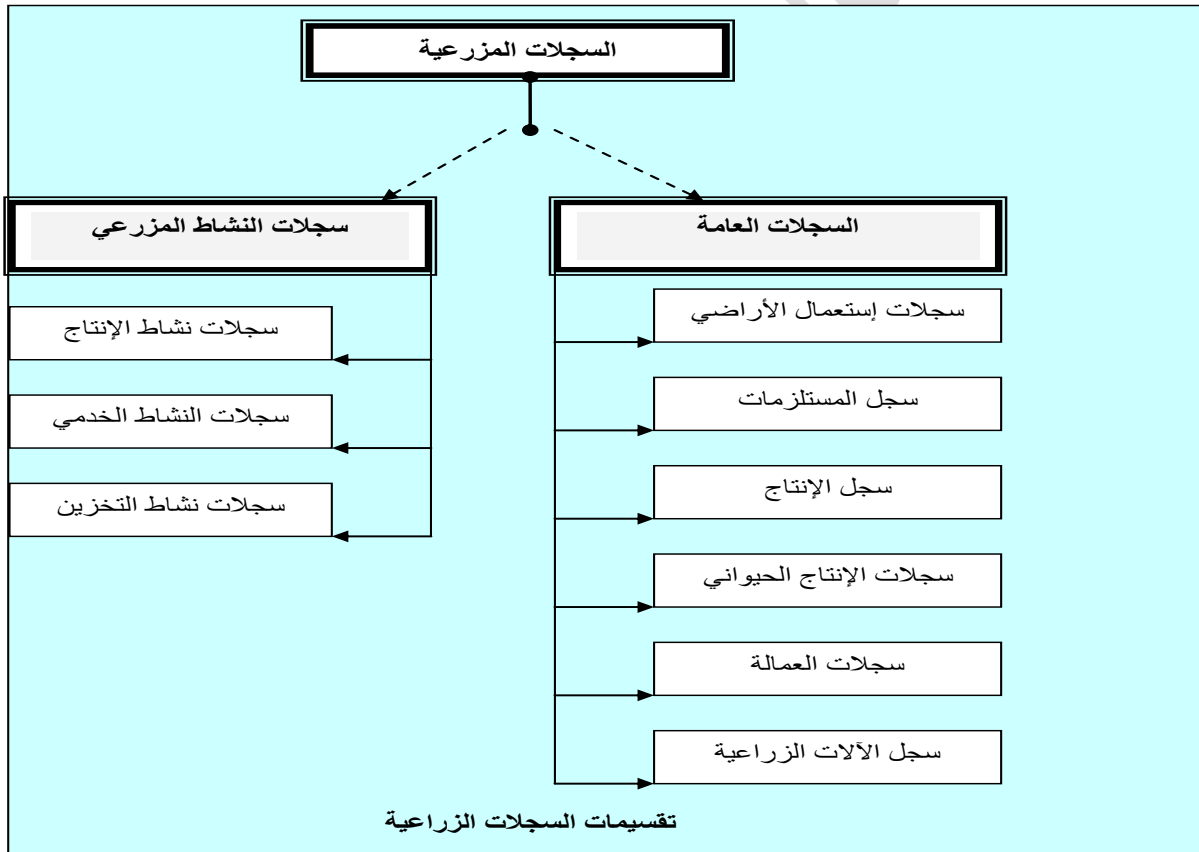 السجلات المزرعية
السجلات العامة
سجلات إستعمال الأراضي
سجل المستلزمات
سجل الإنتاج
سجلات الإنتاج الحيواني
سجلات العمالة
سجل الآلات الزراعية
سجلات النشاط المزرعي
سجلات نشاط الإنتاج
سجلات النشاط الخدمي
سجلات نشاط التخزين
تقسيمات السجلات الزراعية